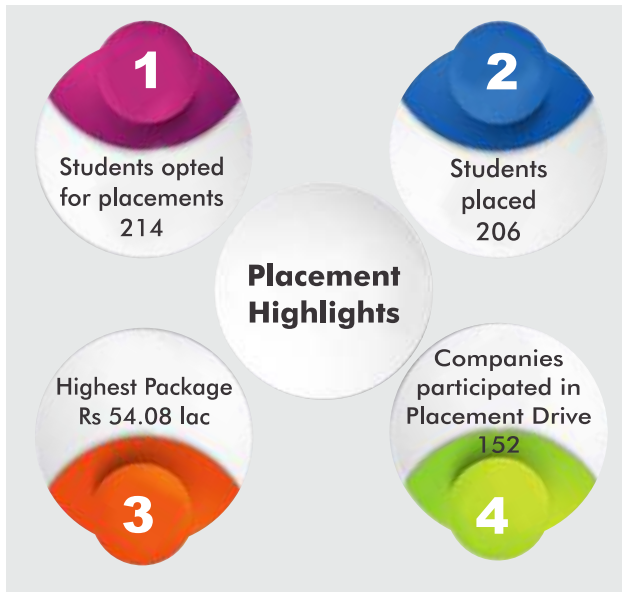 1
Students opted
for placements
214
2
Students
placed
206
Placement
Highlights
Highest Package
Rs 54.08 lac
3
Companies
participated in
Placement Drive
152
4